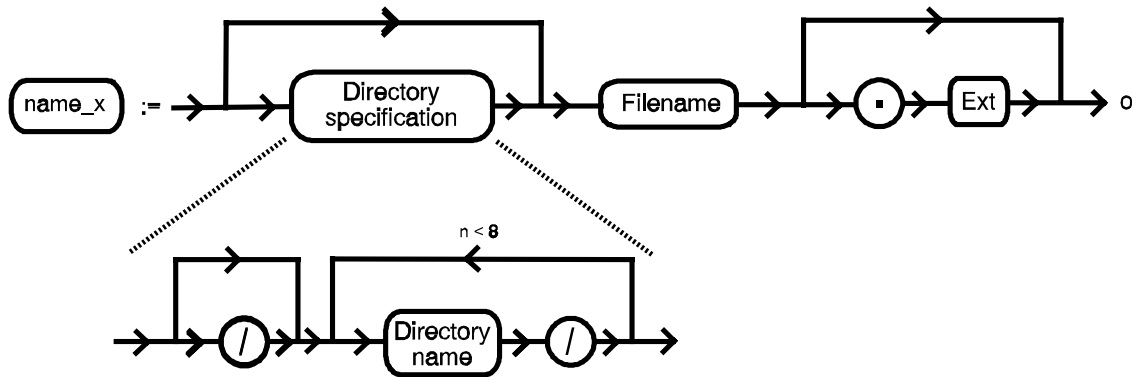 name_x := Directory specification Filename . Ext o
n < 8
/ Directory name /